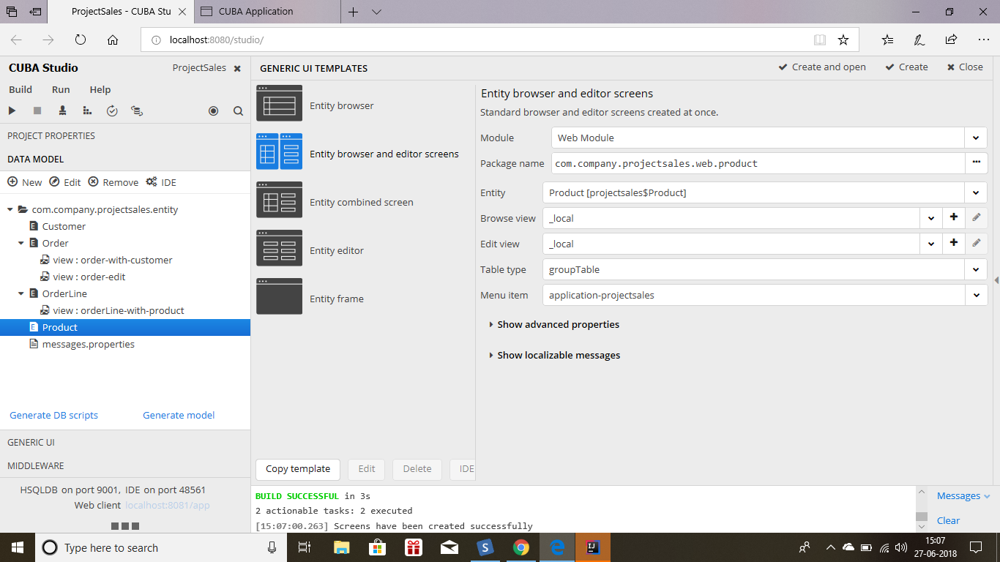 ProjectSales - CUBA Stu
CUBA Application
localhost:8080/studio/
CUBA Studio
ProjectSales
Build Run Help
PROJECT PROPERTIES
DATA MODEL
New Edit Remove IDE
com.company.projectsales.entity
Customer
Order
view : order-with-customer
view : order-edit
OrderLine
view : orderLine-with-product
Product
messages.properties
Generate DB scripts Generate model
GENERIC UI
MIDDLEWARE
HSQLDB on port 9001, IDE on port 48561
Web client localhost:8081/app
GENERIC UI TEMPLATES
Create and open Create Close
Entity browser
Entity browser and editor screens
Entity combined screen
Entity editor
Entity frame
Copy template Edit Delete IDE
Entity browser and editor screens
Standard browser and editor screens created at once.
Module Web Module
Package name com.company.projectsales.web.product
Entity Product [projectsales$Product]
Browse view _local
Edit view _local
Table type groupTable
Menu item application-projectsales
Show advanced properties
Show localizable messages
BUILD SUCCESSFUL in 3s
2 actionable tasks: 2 executed
[15:07:00.263] Screens have been created successfully
Messages
Clear
Type here to search
15:07
27-06-2018